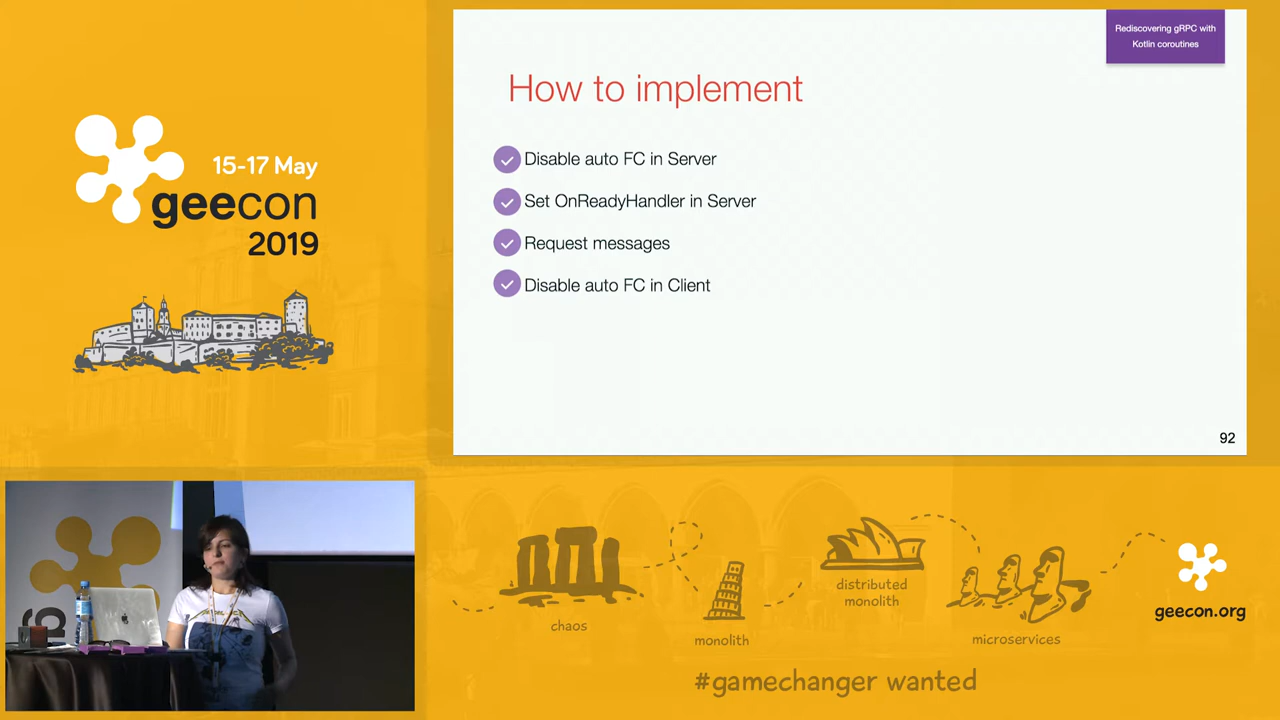 15-17 May
geecon
2019
Rediscovering gRPC with
Kotlin coroutines
How to implement
Disable auto FC in Server
Set OnReadyHandler in Server
Request messages
Disable auto FC in Client
92
chaos
monolith
distributed
monolith
microservices
geecon.org
#gamechanger wanted